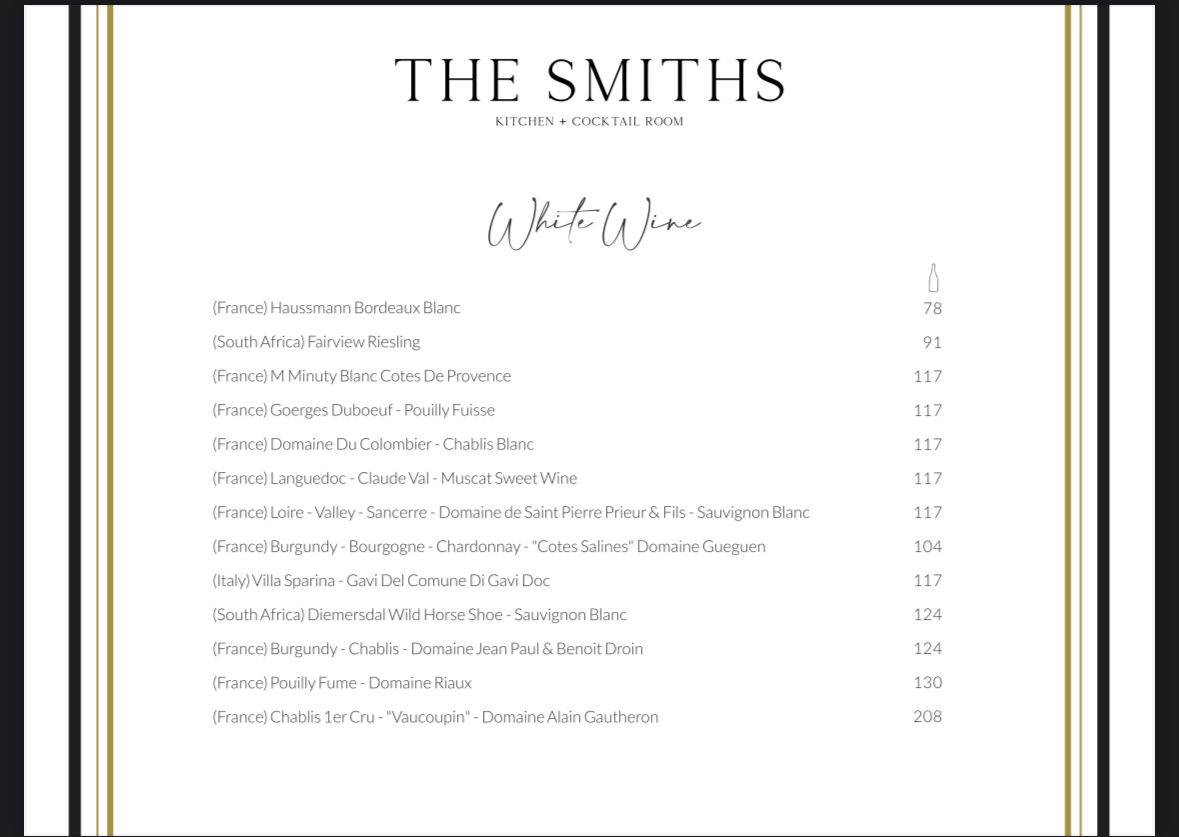 THE SMITHS
KITCHEN + COCKTAIL ROOM
White Wine
(France) Haussmann Bordeaux Blanc 78
(South Africa) Fairview Riesling 91
(France) M Minuty Blanc Cotes De Provence 117
(France) Goerges Duboeuf - Pouilly Fuisse 117
(France) Domaine Du Colombier - Chablis Blanc 117
(France) Languedoc - Claude Val - Muscat Sweet Wine 117
(France) Loire - Valley - Sancerre - Domaine de Saint Pierre Prieur & Fils - Sauvignon Blanc 117
(France) Burgundy - Bourgogne - Chardonnay - "Cotes Salines" Domaine Gueguen 104
(Italy) Villa Sparina - Gavi Del Comune Di Gavi Doc 117
(South Africa) Diemersdal Wild Horse Shoe - Sauvignon Blanc 124
(France) Burgundy - Chablis - Domaine Jean Paul & Benoit Droin 124
(France) Pouilly Fume - Domaine Riaux 130
(France) Chablis 1er Cru - "Vaucoupin" - Domaine Alain Gautheron 208